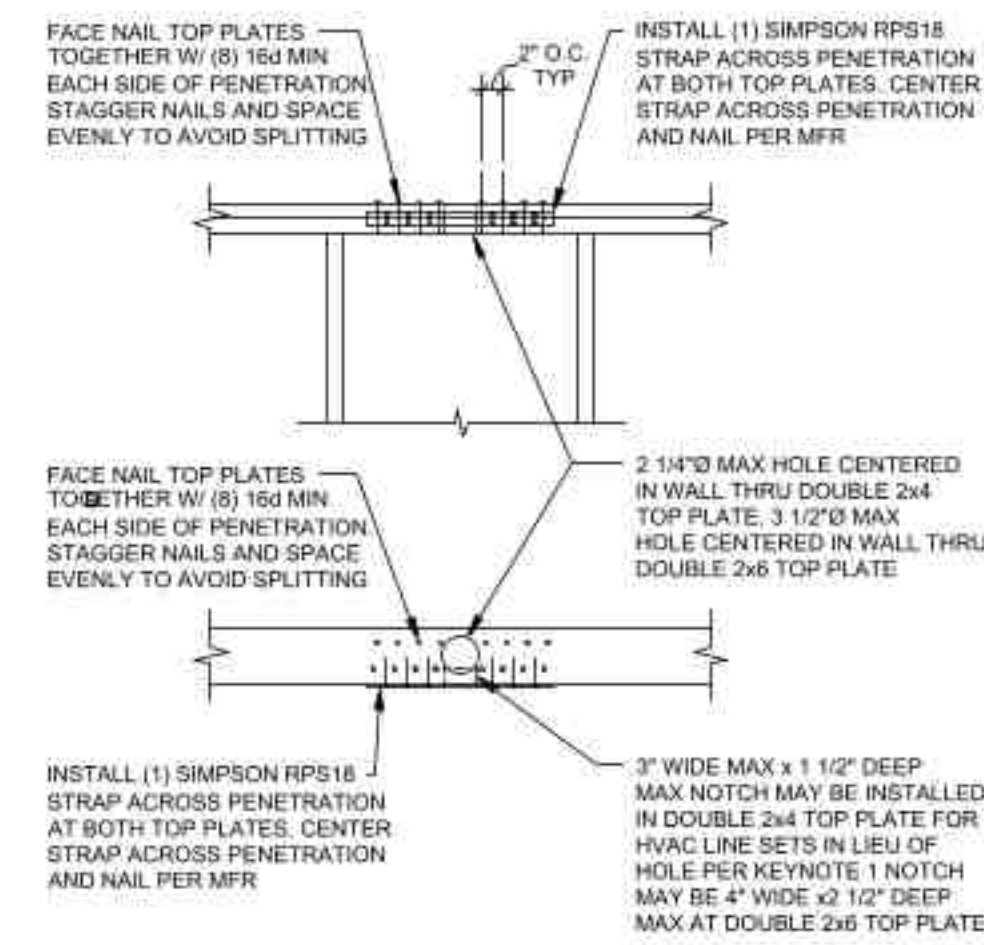 FACE NAIL TOP PLATES
TOGETHER W/ (8) 16d MIN
EACH SIDE OF PENETRATION
STAGGER NAILS AND SPACE
EVENLY TO AVOID SPLITTING
2" O.C.
TYP
INSTALL (1) SIMPSON RPS18
STRAP ACROSS PENETRATION
AT BOTH TOP PLATES. CENTER
STRAP ACROSS PENETRATION
AND NAIL PER MFR
FACE NAIL TOP PLATES
TOGETHER W/ (8) 16d MIN
EACH SIDE OF PENETRATION
STAGGER NAILS AND SPACE
EVENLY TO AVOID SPLITTING
2 1/4"Ø MAX HOLE CENTERED
IN WALL THRU DOUBLE 2x4
TOP PLATE, 3 1/2"Ø MAX
HOLE CENTERED IN WALL THRU
DOUBLE 2x6 TOP PLATE
INSTALL (1) SIMPSON RPS18
STRAP ACROSS PENETRATION
AT BOTH TOP PLATES. CENTER
STRAP ACROSS PENETRATION
AND NAIL PER MFR
3" WIDE MAX x 1 1/2" DEEP
MAX NOTCH MAY BE INSTALLED
IN DOUBLE 2x4 TOP PLATE FOR
HVAC LINE SETS IN LIEU OF
HOLE PER KEYNOTE 1 NOTCH
MAY BE 4" WIDE x2 1/2" DEEP
MAX AT DOUBLE 2x6 TOP PLATE